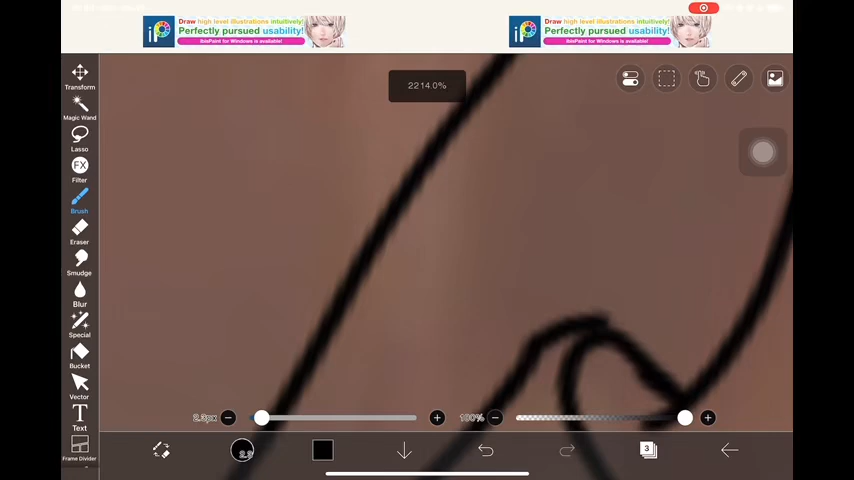 Draw high level illustrations intuitively!
Perfectly pursued usability!
ibisPaint for Windows is available!
Draw high level illustrations intuitively!
Perfectly pursued usability!
ibisPaint for Windows is available!
2214.0%
Transform
Magic Wand
Lasso
FX
Filter
Brush
Eraser
Smudge
Blur
Special
Bucket
Vector
T
Text
Frame Divider
2.3px
100%
2.3
3